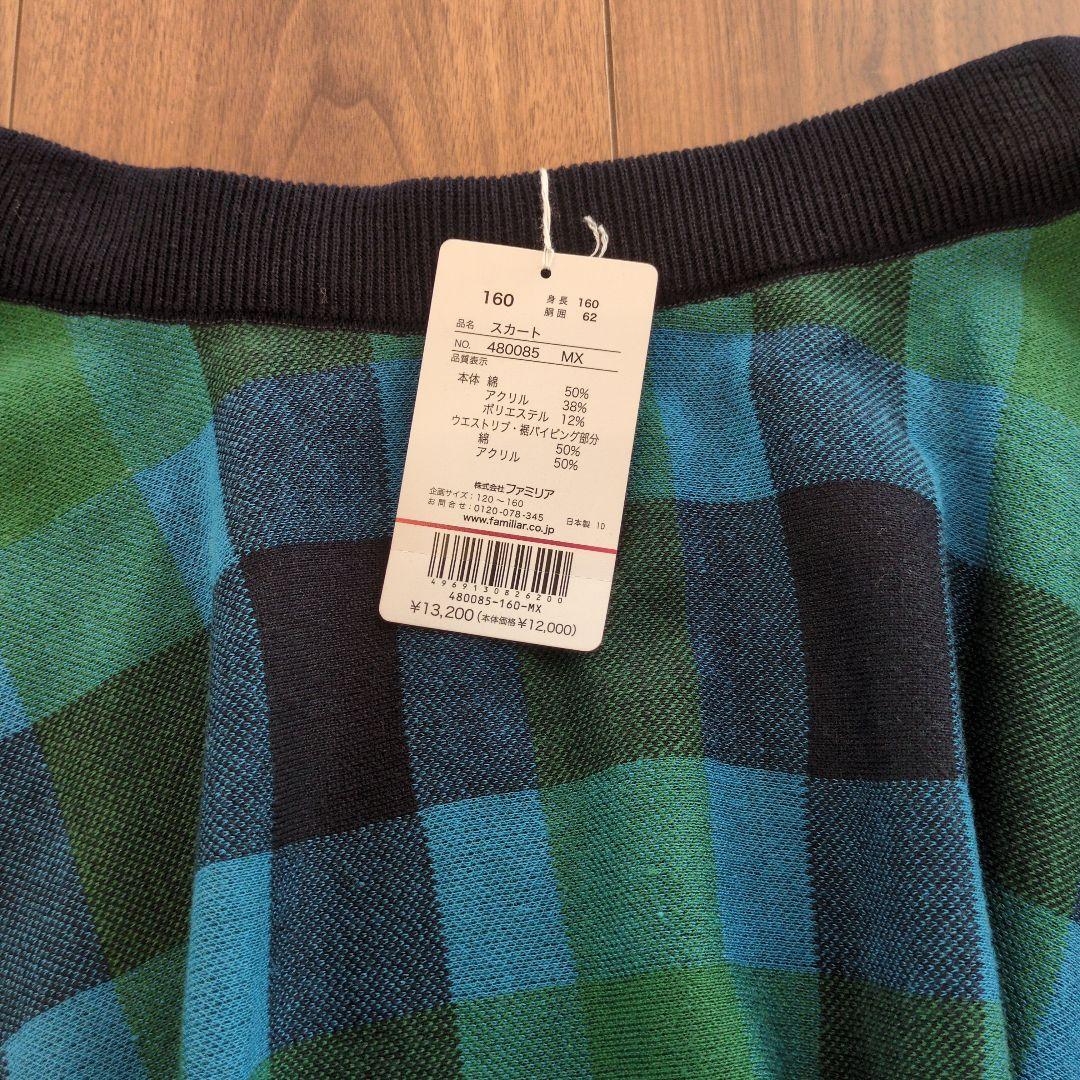 160 身長 160
胴囲 62
品名 スカート
NO. 480085 MX
品質表示
本体 綿 50%
アクリル 38%
ポリエステル 12%
ウエストリブ・裾パイピング部分
綿 50%
アクリル 50%
株式会社ファミリア
企画サイズ:120~160
お問合せ:0120-078-345 日本製 10
www.familiar.co.jp
4969130826200
480085-160-MX
¥13,200(本体価格¥12,000)